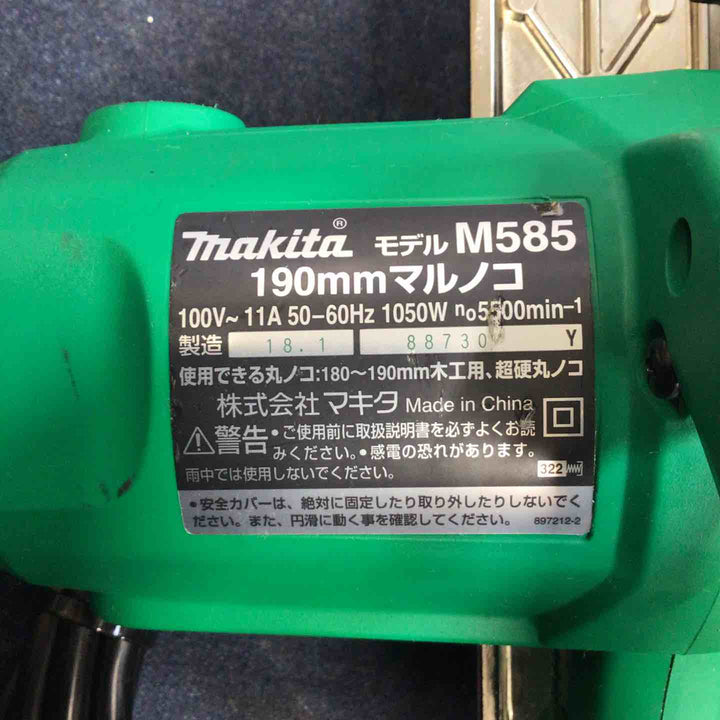 makita® モデル M585
190mmマルノコ
100V~ 11A 50-60Hz 1050W no5500min-1
製造 18.1 88730 Y
使用できる丸ノコ:180~190mm木工用、超硬丸ノコ
株式会社マキタ Made in China
警告 ・ご使用前に取扱説明書を必ずよくお読
みください。・感電の恐れがあります。
雨中では使用しないでください。 322
・安全カバーは、絶対に固定したり取り外したりしないでく
ださい。また、円滑に動く事を確認してください。 897212-2